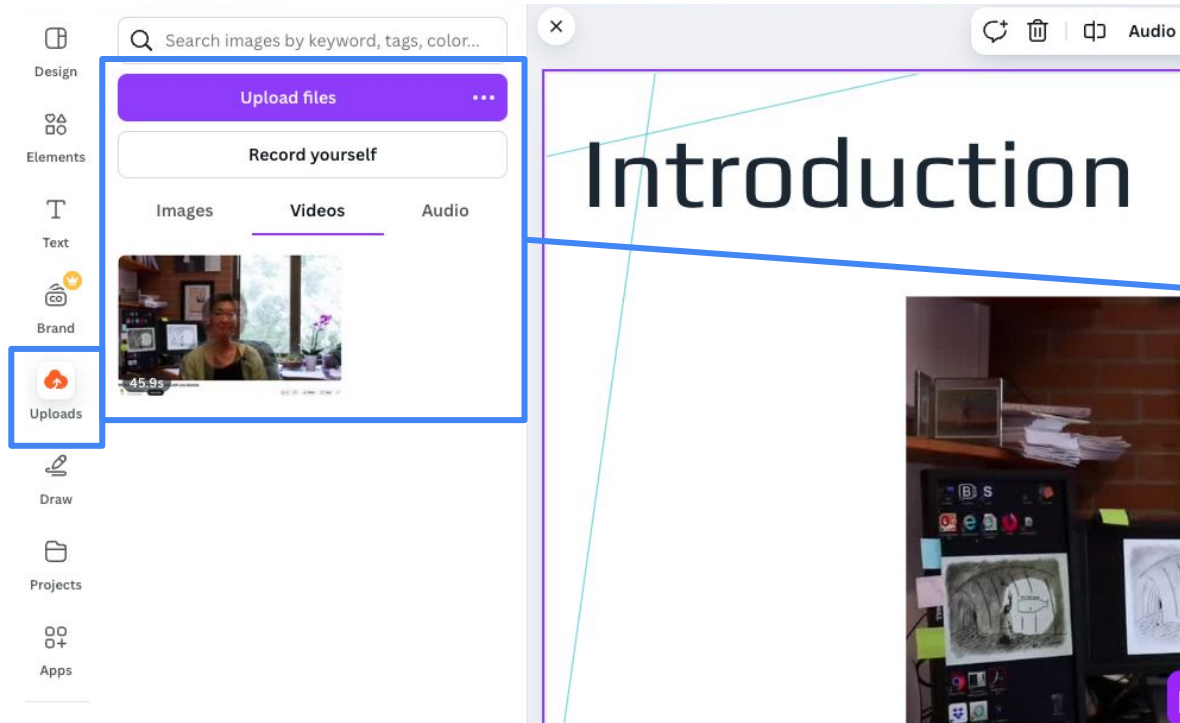 Design
Elements
Text
Brand
Uploads
Draw
Projects
Apps
Search images by keyword, tags, color...
Upload files
Record yourself
Images Videos Audio
45.9s
Audio
Introduction